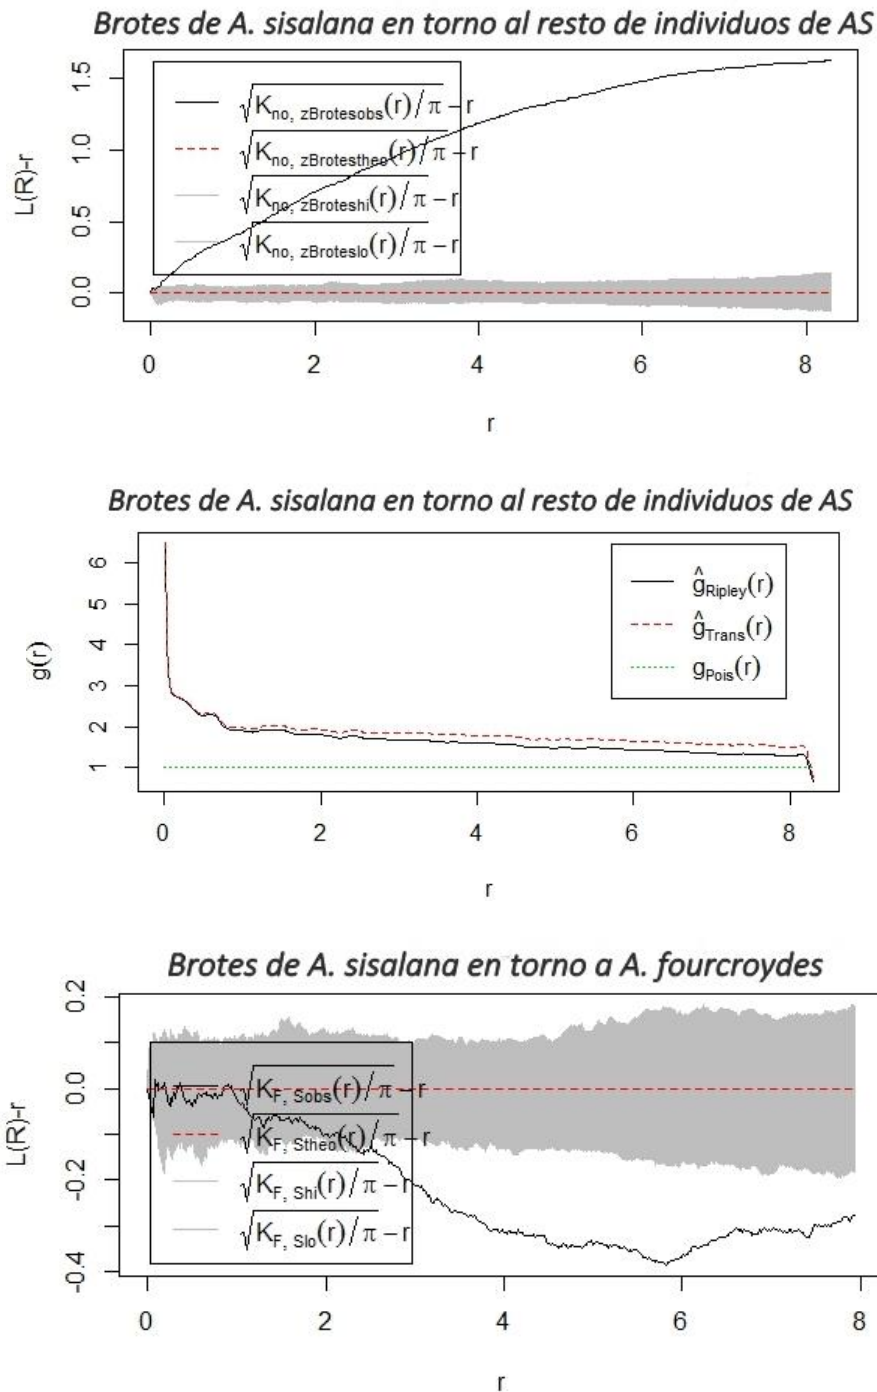 Brotes de A. sisalana en torno al resto de individuos de AS
L(R)-r
1.5
1.0
0.5
0.0
√K_no, zBrotesobs(r)/π − r
√K_no, zBrotestheo(r)/π − r
√K_no, zBroteshi(r)/π − r
√K_no, zBroteslo(r)/π − r
0 2 4 6 8
r
Brotes de A. sisalana en torno al resto de individuos de AS
g(r)
6
5
4
3
2
1
ĝ_Ripley(r)
ĝ_Trans(r)
g_Pois(r)
0 2 4 6 8
r
Brotes de A. sisalana en torno a A. fourcroydes
L(R)-r
0.2
0.0
-0.2
-0.4
√K_F, Sobs(r)/π − r
√K_F, Stheo(r)/π − r
√K_F, Shi(r)/π − r
√K_F, Slo(r)/π − r
0 2 4 6 8
r